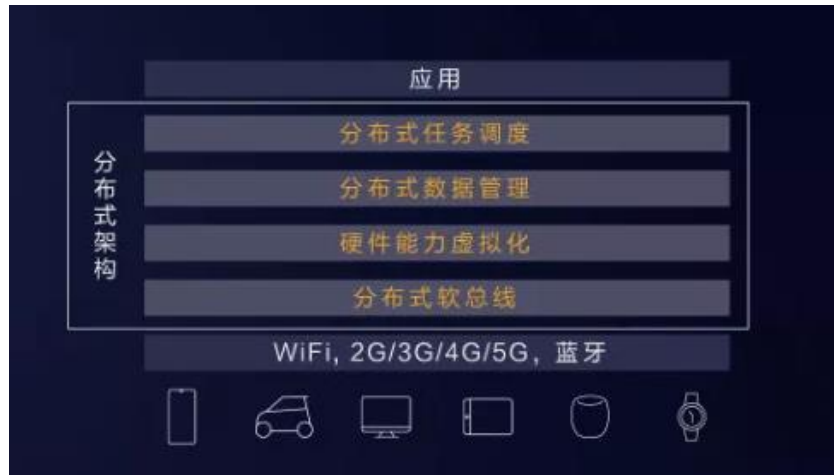 应用
分布式架构
分布式任务调度
分布式数据管理
硬件能力虚拟化
分布式软总线
WiFi, 2G/3G/4G/5G, 蓝牙